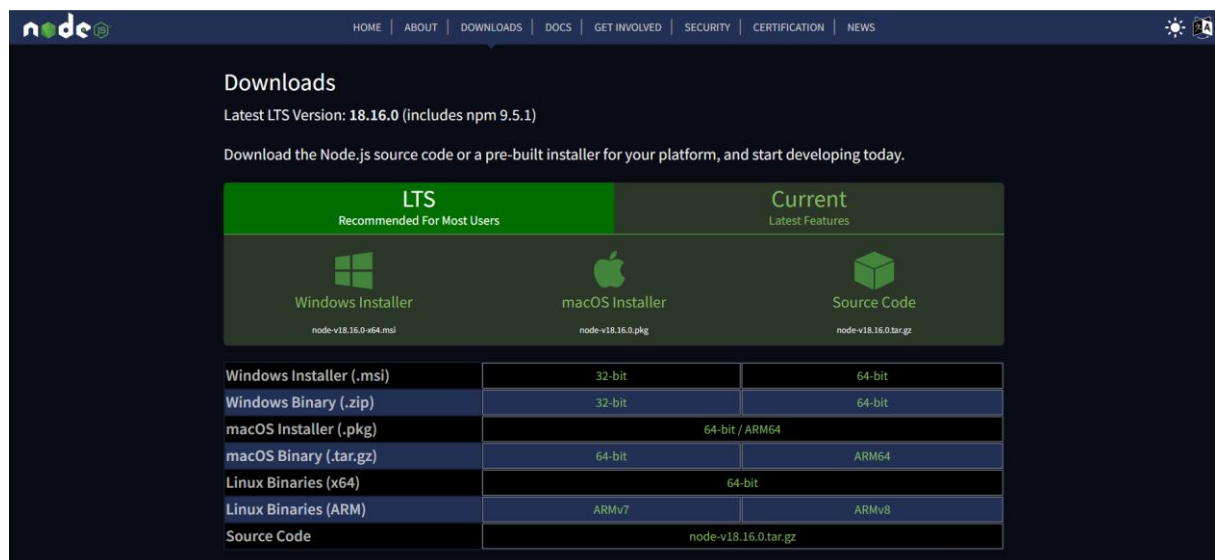 node JS
HOME | ABOUT | DOWNLOADS | DOCS | GET INVOLVED | SECURITY | CERTIFICATION | NEWS
Downloads
Latest LTS Version: 18.16.0 (includes npm 9.5.1)
Download the Node.js source code or a pre-built installer for your platform, and start developing today.
LTS Current
Recommended For Most Users Latest Features
Windows Installer macOS Installer Source Code
node-v18.16.0-x64.msi node-v18.16.0.pkg node-v18.16.0.tar.gz
Windows Installer (.msi) 32-bit 64-bit
Windows Binary (.zip) 32-bit 64-bit
macOS Installer (.pkg) 64-bit / ARM64
macOS Binary (.tar.gz) 64-bit ARM64
Linux Binaries (x64) 64-bit
Linux Binaries (ARM) ARMv7 ARMv8
Source Code node-v18.16.0.tar.gz